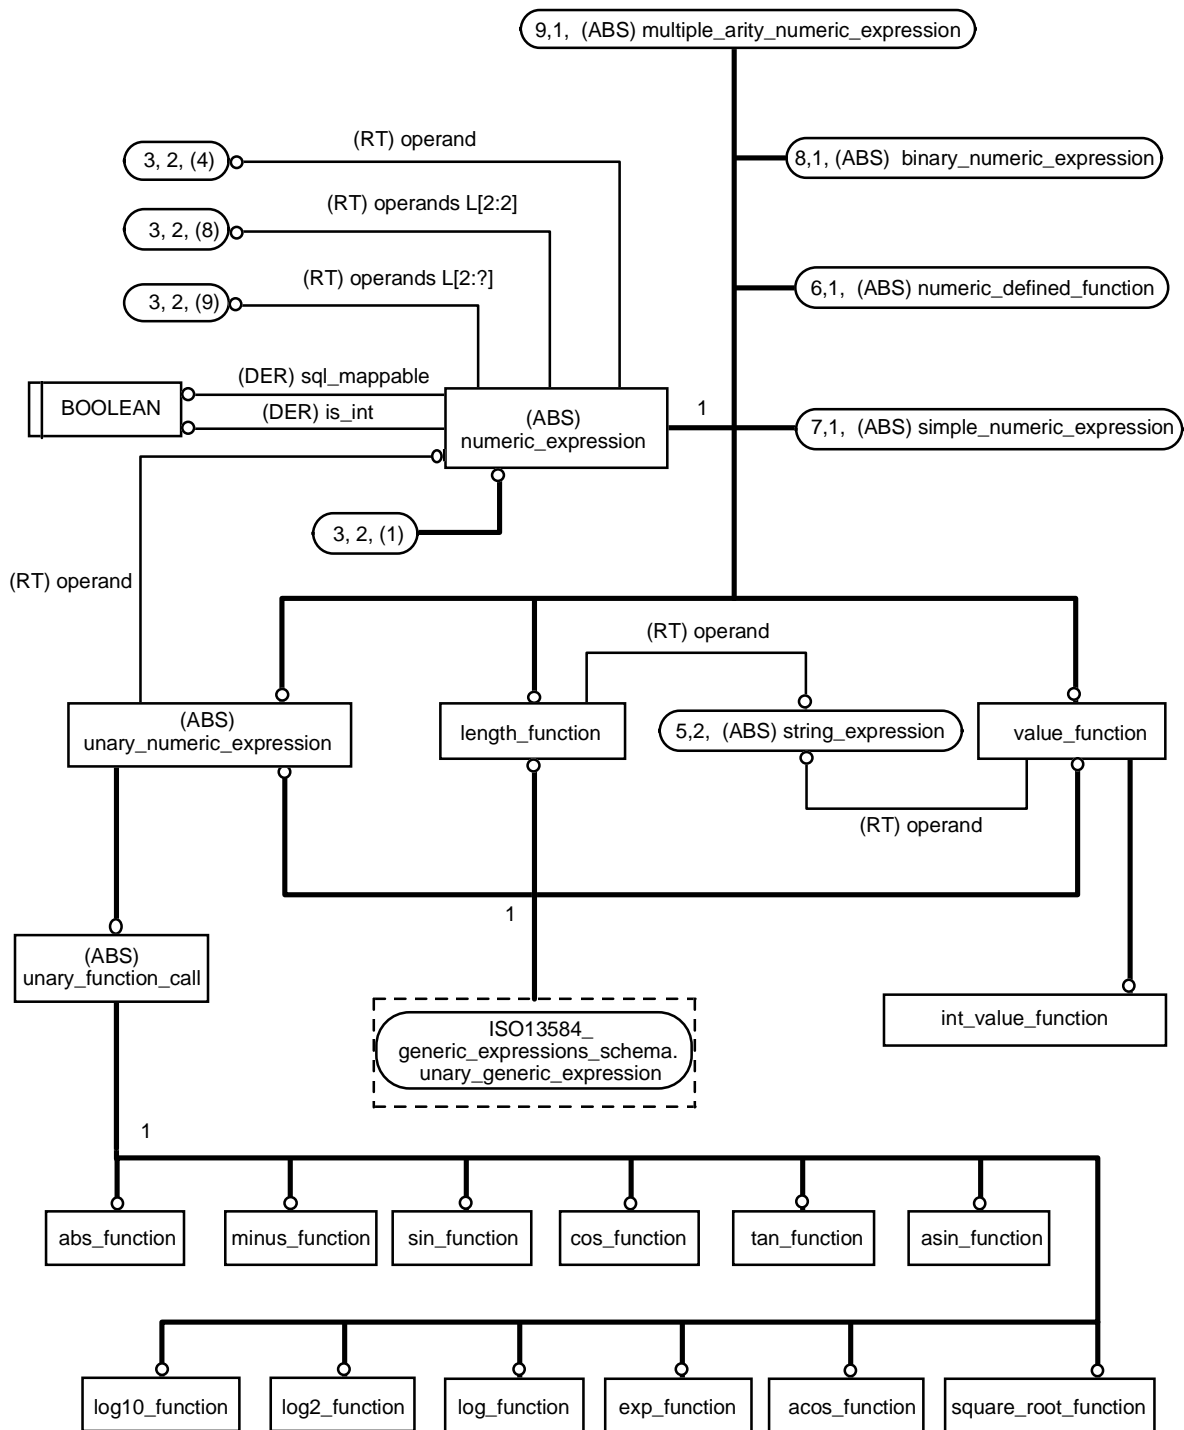 9,1, (ABS) multiple_arity_numeric_expression
(RT) operand
3, 2, (4)
8,1, (ABS) binary_numeric_expression
(RT) operands L[2:2]
3, 2, (8)
(RT) operands L[2:?]
3, 2, (9)
6,1, (ABS) numeric_defined_function
(DER) sql_mappable
BOOLEAN
(DER) is_int
(ABS)
numeric_expression
1
7,1, (ABS) simple_numeric_expression
3, 2, (1)
(RT) operand
(RT) operand
(ABS)
unary_numeric_expression
length_function
5,2, (ABS) string_expression
value_function
(RT) operand
1
(ABS)
unary_function_call
ISO13584_
generic_expressions_schema.
unary_generic_expression
int_value_function
1
abs_function
minus_function
sin_function
cos_function
tan_function
asin_function
log10_function
log2_function
log_function
exp_function
acos_function
square_root_function